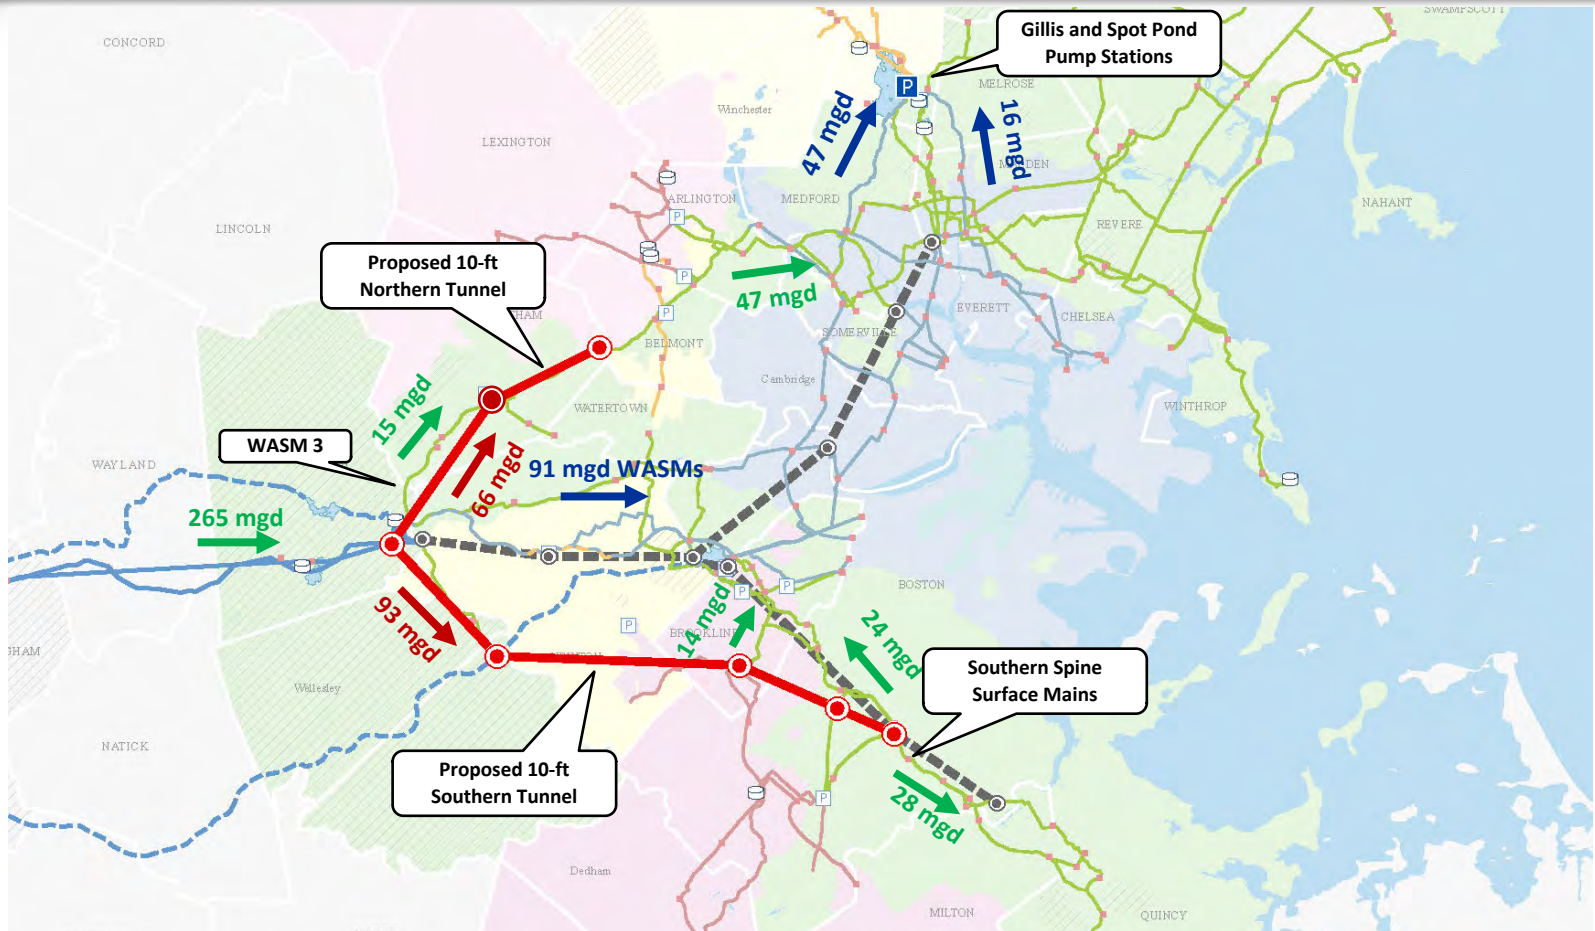 SWAMPSCOTT
CONCORD
Gillis and Spot Pond
Pump Stations
P
MELROSE
Winchester
47 mgd
16 mgd
LEXINGTON
ARLINGTON
MEDFORD
P
NAHANT
LINCOLN
REVERE
Proposed 10-ft
Northern Tunnel
P
47 mgd
P
EVERETT
CHELSEA
SOMERVILLE
BELMONT
Cambridge
15 mgd
WATERTOWN
WINTHROP
WASM 3
WAYLAND
66 mgd
91 mgd WASMs
265 mgd
BOSTON
P
P
93 mgd
14 mgd
24 mgd
P
BROOKLINE
Southern Spine
Surface Mains
Wellesley
NATICK
Proposed 10-ft
Southern Tunnel
P
28 mgd
Dedham
MILTON
QUINCY